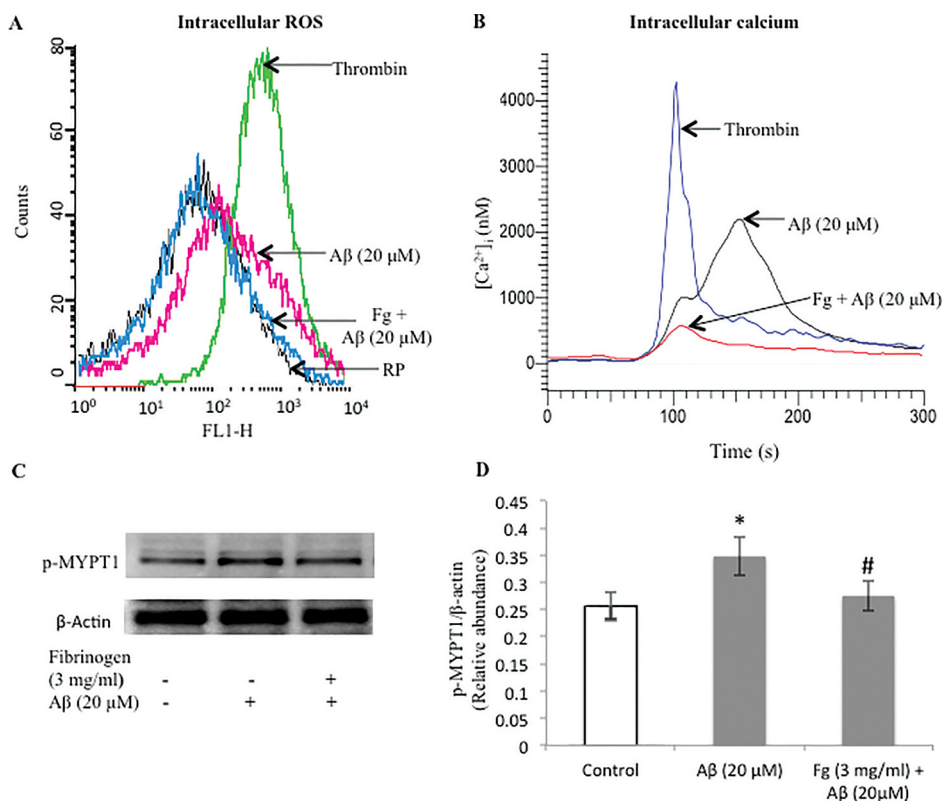 A
Intracellular ROS
80
60
40
20
0
Counts
10⁰ 10¹ 10² 10³ 10⁴
FL1-H
Thrombin
Aβ (20 µM)
Fg +
Aβ (20 µM)
RP
B
Intracellular calcium
4000
3000
2000
1000
0
[Ca²⁺]ᵢ (nM)
0 100 200 300
Time (s)
Thrombin
Aβ (20 µM)
Fg + Aβ (20 µM)
C
p-MYPT1
β-Actin
Fibrinogen
(3 mg/ml) - - +
Aβ (20 µM) - + +
D
0.45
0.4
0.35
0.3
0.25
0.2
0.15
0.1
0.05
0
p-MYPT1/β-actin
(Relative abundance)
*
#
Control Aβ (20 µM) Fg (3 mg/ml) +
Aβ (20µM)